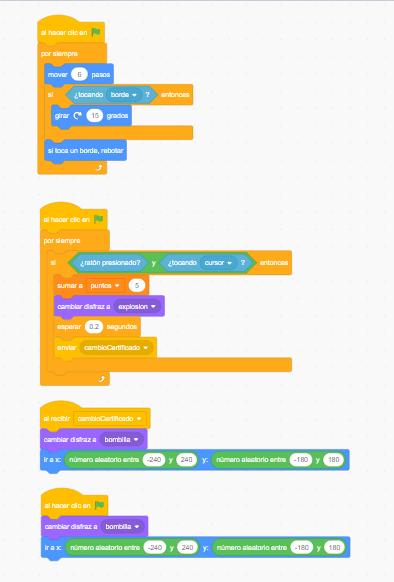 al hacer clic en
por siempre
mover 6 pasos
si ¿tocando borde ? entonces
girar 15 grados
si toca un borde, rebotar
al hacer clic en
por siempre
si ¿ratón presionado? y ¿tocando cursor ? entonces
sumar a puntos 5
cambiar disfraz a explosion
esperar 0.2 segundos
enviar cambioCertificado
al recibir cambioCertificado
cambiar disfraz a bombilla
ir a x: número aleatorio entre -240 y 240 y: número aleatorio entre -180 y 180
al hacer clic en
cambiar disfraz a bombilla
ir a x: número aleatorio entre -240 y 240 y: número aleatorio entre -180 y 180